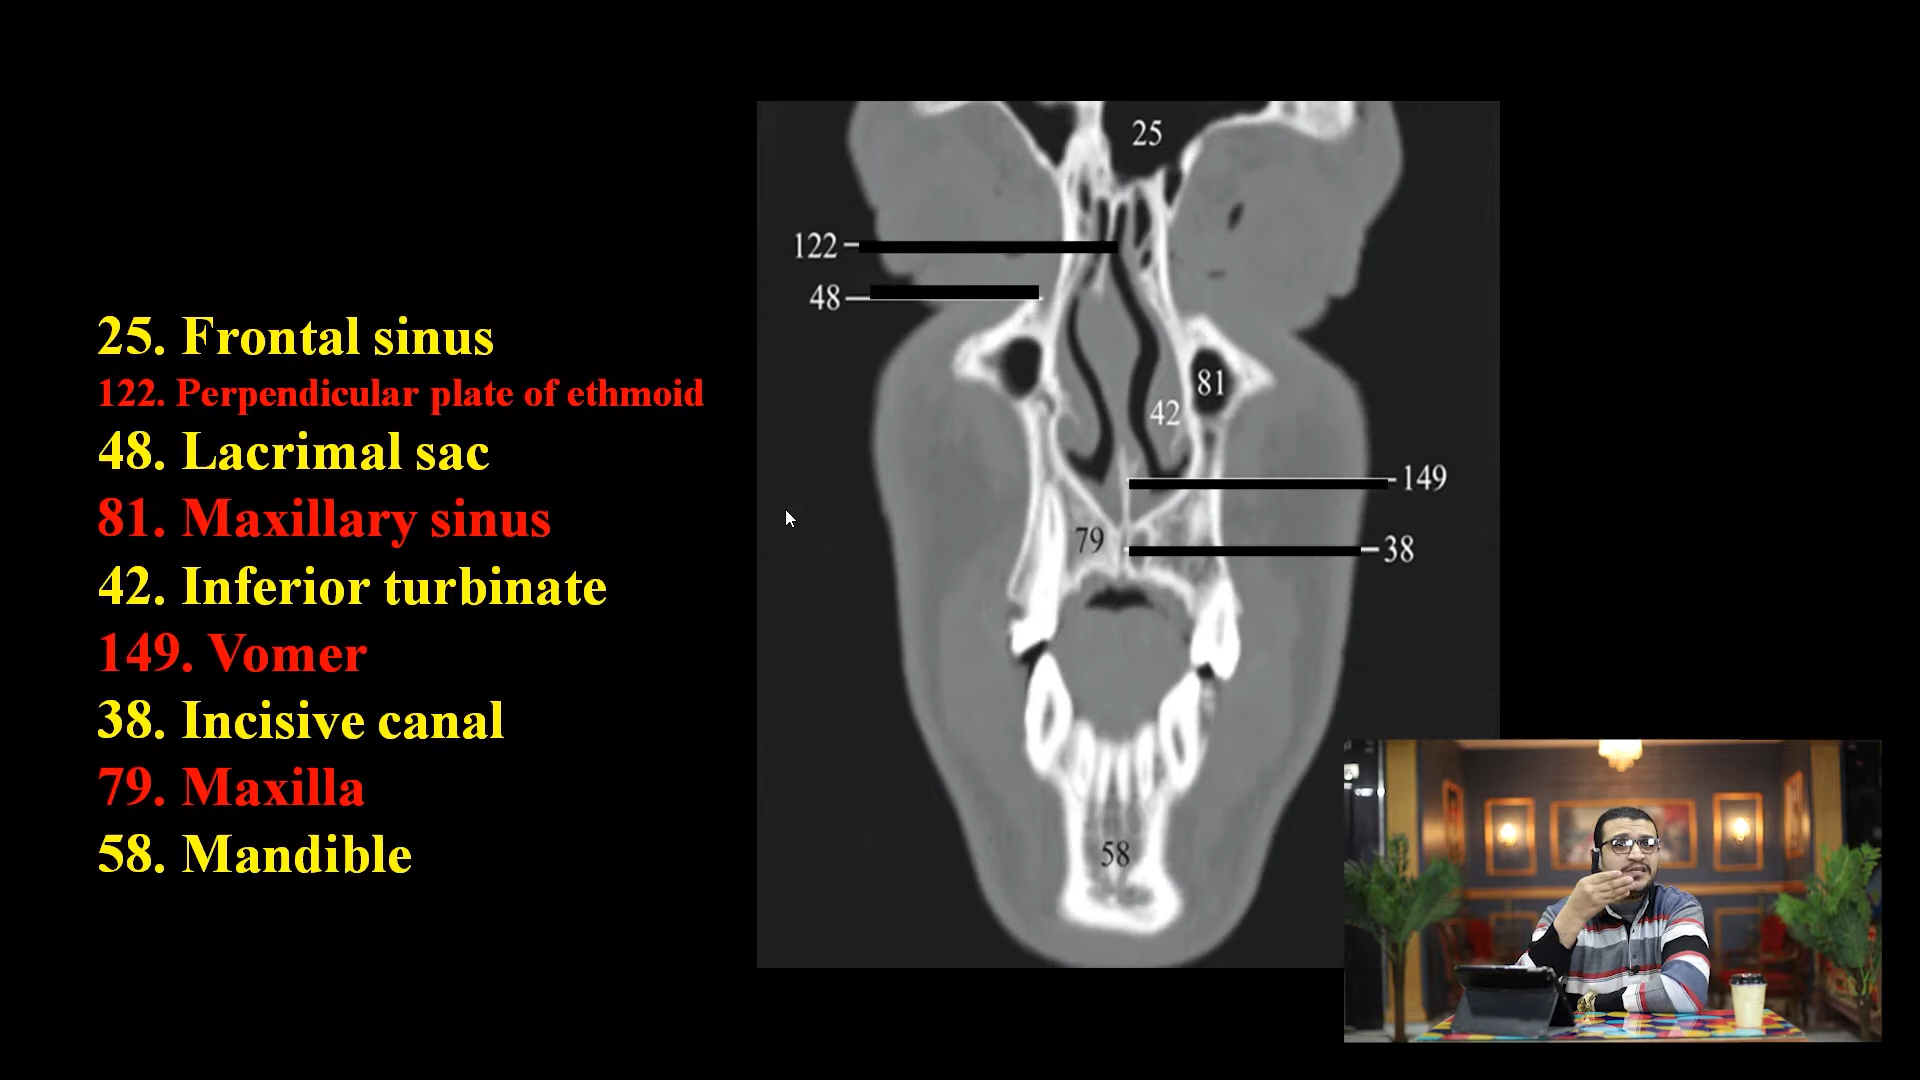 25. Frontal sinus
122. Perpendicular plate of ethmoid
48. Lacrimal sac
81. Maxillary sinus
42. Inferior turbinate
149. Vomer
38. Incisive canal
79. Maxilla
58. Mandible
25
122
48
81
42
149
79
38
58